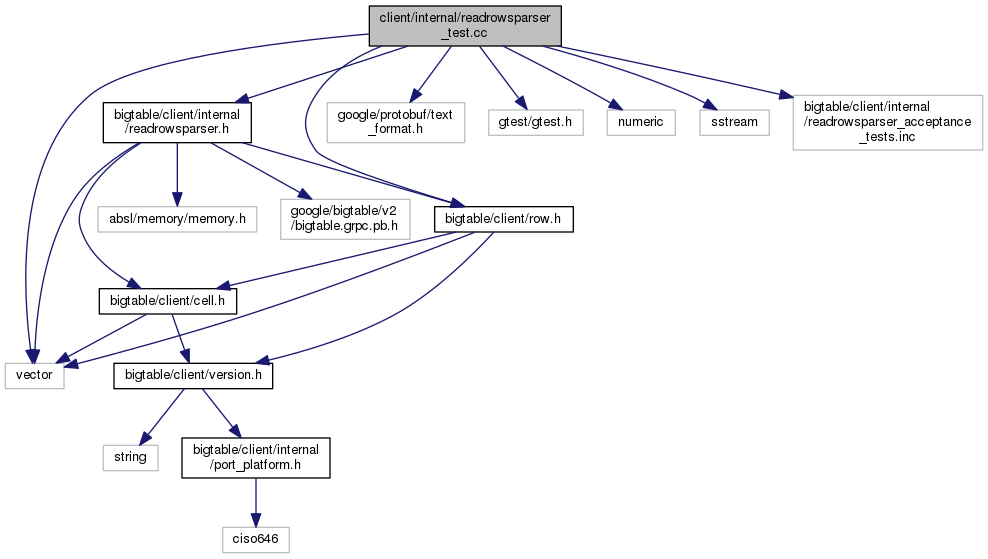 client/internal/readrowsparser
_test.cc
bigtable/client/internal
/readrowsparser.h
google/protobuf/text
_format.h
gtest/gtest.h
numeric
sstream
bigtable/client/internal
/readrowsparser_acceptance
_tests.inc
absl/memory/memory.h
google/bigtable/v2
/bigtable.grpc.pb.h
bigtable/client/row.h
bigtable/client/cell.h
vector
bigtable/client/version.h
string
bigtable/client/internal
/port_platform.h
ciso646